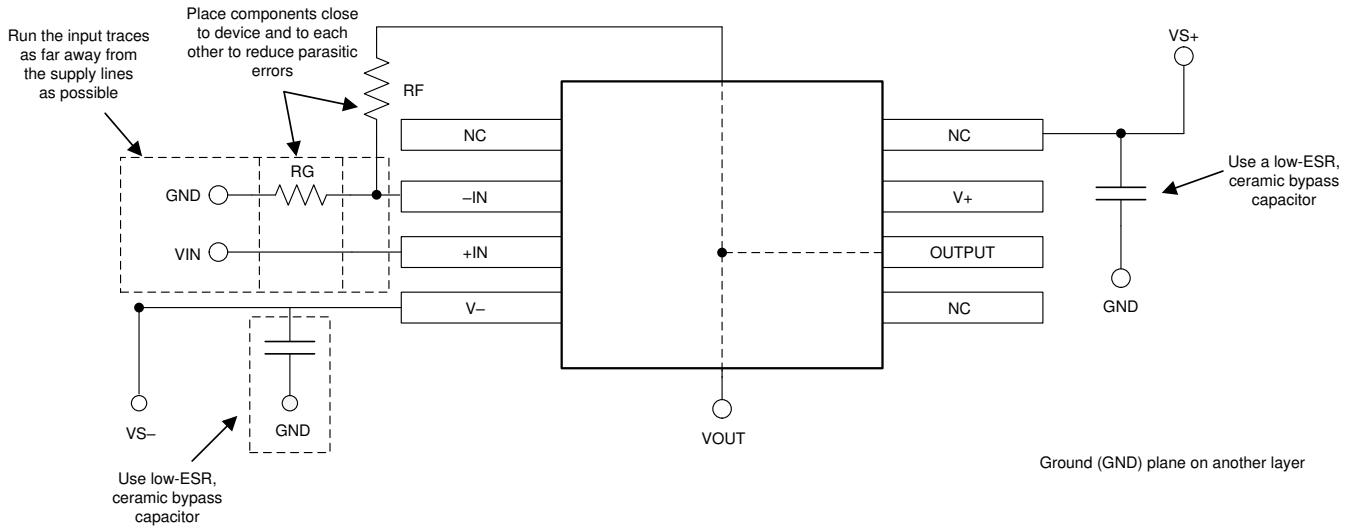 Place components close
to device and to each
other to reduce parasitic
errors
Run the input traces
as far away from
the supply lines
as possible
VS+
RF
NC
NC
Use a low-ESR,
ceramic bypass
capacitor
RG
GND
–IN
V+
VIN
+IN
OUTPUT
GND
V–
NC
VS–
GND
VOUT
Use low-ESR,
ceramic bypass
capacitor
Ground (GND) plane on another layer